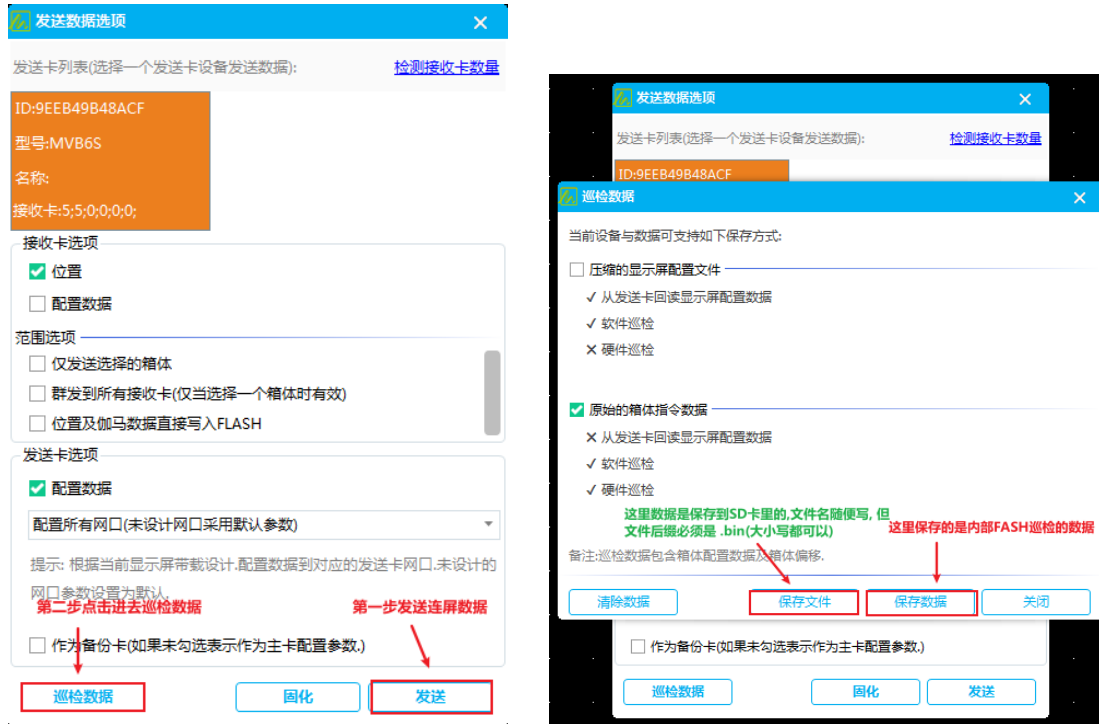 发送数据选项
发送卡列表(选择一个发送卡设备发送数据):
检测接收卡数量
ID:9EEB49B48ACF
型号:MVB6S
名称:
接收卡:5;5;0;0;0;0;
接收卡选项
位置
配置数据
范围选项
仅发送选择的箱体
群发到所有接收卡(仅当选择一个箱体时有效)
位置及伽马数据直接写入FLASH
发送卡选项
配置数据
配置所有网口(未设计网口采用默认参数)
提示: 根据当前显示屏带载设计.配置数据到对应的发送卡网口.未设计的
网口参数设置为默认.
第二步点击进去巡检数据
第一步发送连屏数据
作为备份卡(如果未勾选表示作为主卡配置参数.)
巡检数据
固化
发送
发送数据选项
发送卡列表(选择一个发送卡设备发送数据):
检测接收卡数量
ID:9EEB49B48ACF
巡检数据
当前设备与数据可支持如下保存方式:
压缩的显示屏配置文件
✓ 从发送卡回读显示屏配置数据
✓ 软件巡检
✕ 硬件巡检
原始的箱体指令数据
✕ 从发送卡回读显示屏配置数据
✓ 软件巡检
✓ 硬件巡检
这里数据是保存到SD卡里的,文件名随便写, 但
文件后缀必须是 .bin(大小写都可以)
这里保存的是内部FASH巡检的数据
备注:巡检数据包含箱体配置数据及箱体偏移.
清除数据
保存文件
保存数据
关闭
作为备份卡(如果未勾选表示作为主卡配置参数.)
巡检数据
固化
发送